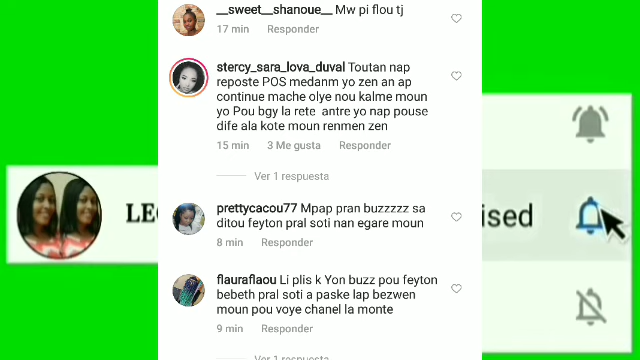 __sweet__shanoue__ Mw pi flou tj
17 min Responder
stercy_sara_lova_duval Toutan nap
reposte POS medanm yo zen an ap
continue mache olye nou kalme moun
yo Pou bgy la rete antre yo nap pouse
dife ala kote moun renmen zen
15 min 3 Me gusta Responder
Ver 1 respuesta
LEC
ised
prettycacou77 Mpap pran buzzzzz sa
ditou feyton pral soti nan egare moun
8 min Responder
flauraflaou Li plis k Yon buzz pou feyton
bebeth pral soti a paske lap bezwen
moun pou voye chanel la monte
9 min Responder
Ver 1 respuesta